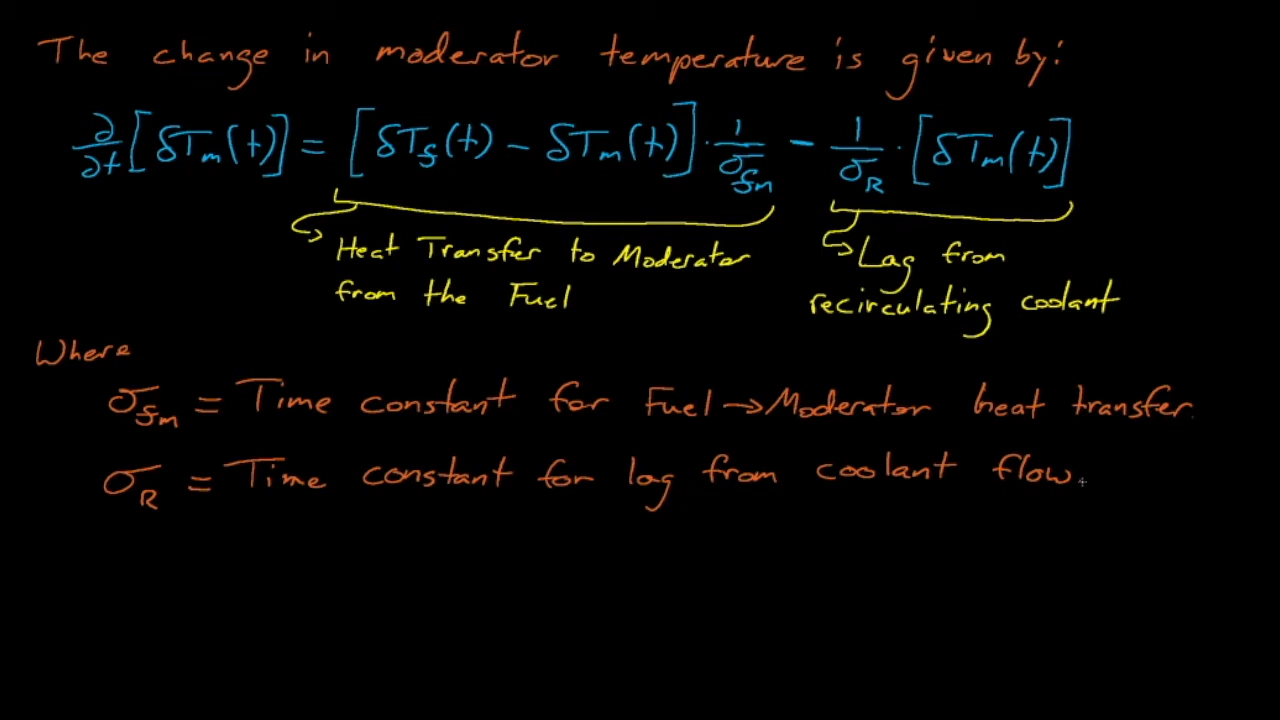 The change in moderator temperature is given by:
∂/∂t [δTm(t)] = [δTf(t) − δTm(t)] · 1/σfm − 1/σR · [δTm(t)]
Heat Transfer to Moderator
from the Fuel
Lag from
recirculating coolant
Where
σfm = Time constant for Fuel → Moderator heat transfer.
σR = Time constant for lag from coolant flow.